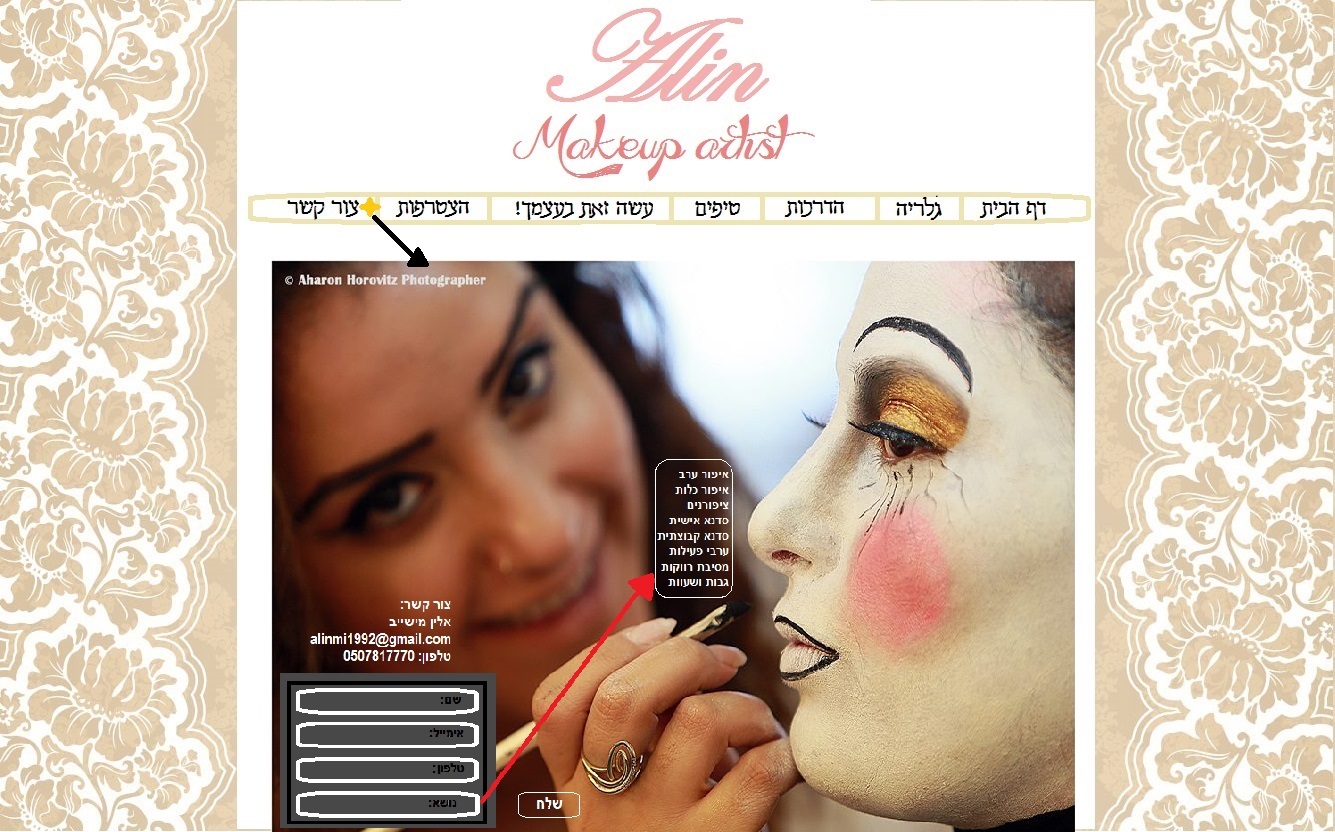 Alin
Makeup artist
דף הבית גלריה הדרכות טיפים עשה זאת בעצמך! הצטרפות צור קשר
© Aharon Horovitz Photographer
איפור ערב
איפור כלות
ציפורנים
סדנא אישית
סדנא קבוצתית
ערבי פעילות
מסיבת רווקות
גבות ושעוות
צור קשר:
אלין מישייב
alinmi1992@gmail.com
טלפון: 0507817770
שם:
אימייל:
טלפון:
נושא:
שלח